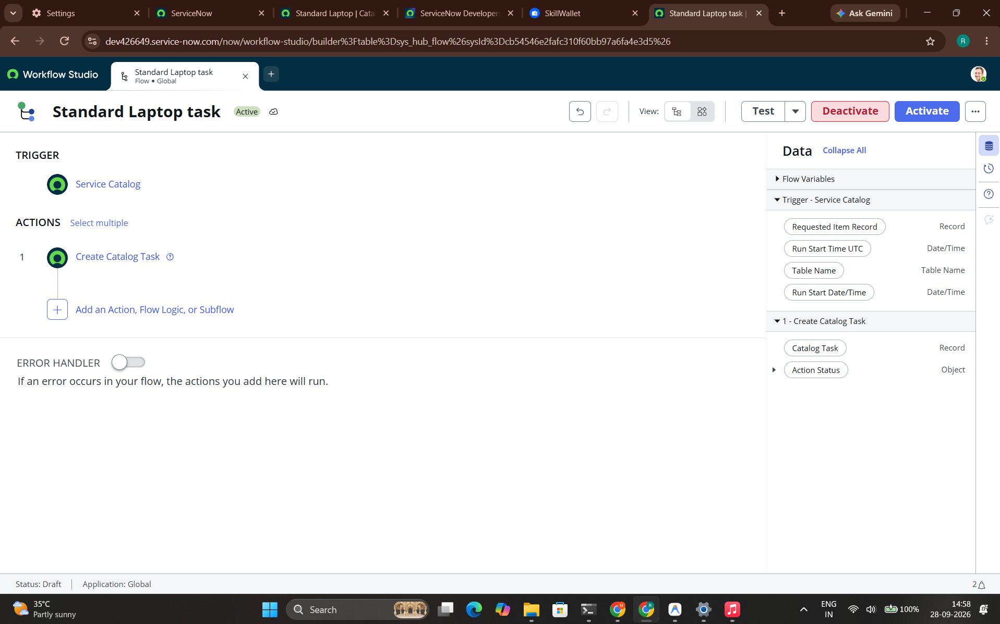 Settings
ServiceNow
Standard Laptop | Cata
ServiceNow Developers
SkillWallet
Standard Laptop task |
Ask Gemini
dev426649.service-now.com/now/workflow-studio/builder%3Ftable%3Dsys_hub_flow%26sysId%3Dcb54546e2fafc310f60bb97a6fa4e3d5%26
R
Workflow Studio
Standard Laptop task
Flow • Global
Standard Laptop task
Active
View:
Test
Deactivate
Activate
TRIGGER
Service Catalog
ACTIONS
Select multiple
1
Create Catalog Task
Add an Action, Flow Logic, or Subflow
ERROR HANDLER
If an error occurs in your flow, the actions you add here will run.
Data
Collapse All
Flow Variables
Trigger - Service Catalog
Requested Item Record
Record
Run Start Time UTC
Date/Time
Table Name
Table Name
Run Start Date/Time
Date/Time
1 - Create Catalog Task
Catalog Task
Record
Action Status
Object
Status: Draft
Application: Global
2
35°C
Partly sunny
Search
ENG
IN
100%
14:58
28-09-2026